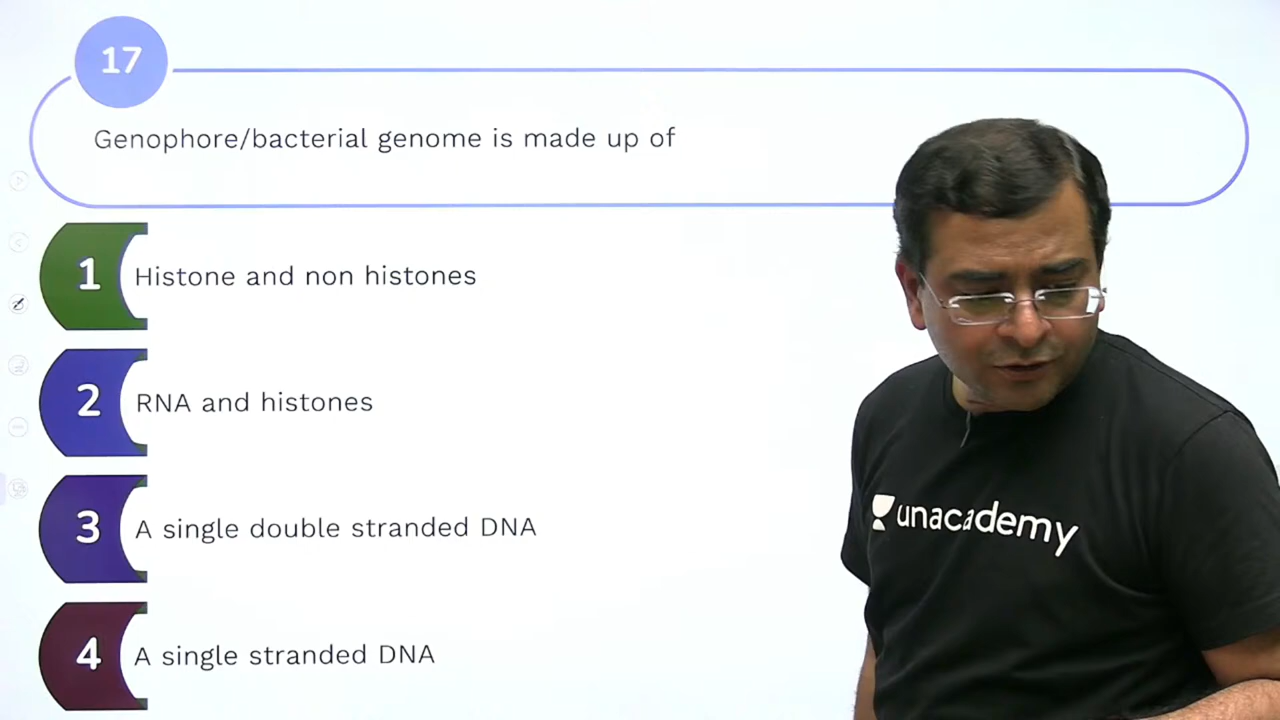 17
Genophore/bacterial genome is made up of
1 Histone and non histones
2 RNA and histones
3 A single double stranded DNA
4 A single stranded DNA
unacademy